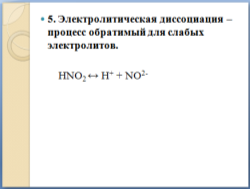 • 5. Электролитическая диссоциация –
процесс обратимый для слабых
электролитов.
HNO₂ ↔ H⁺ + NO²⁻